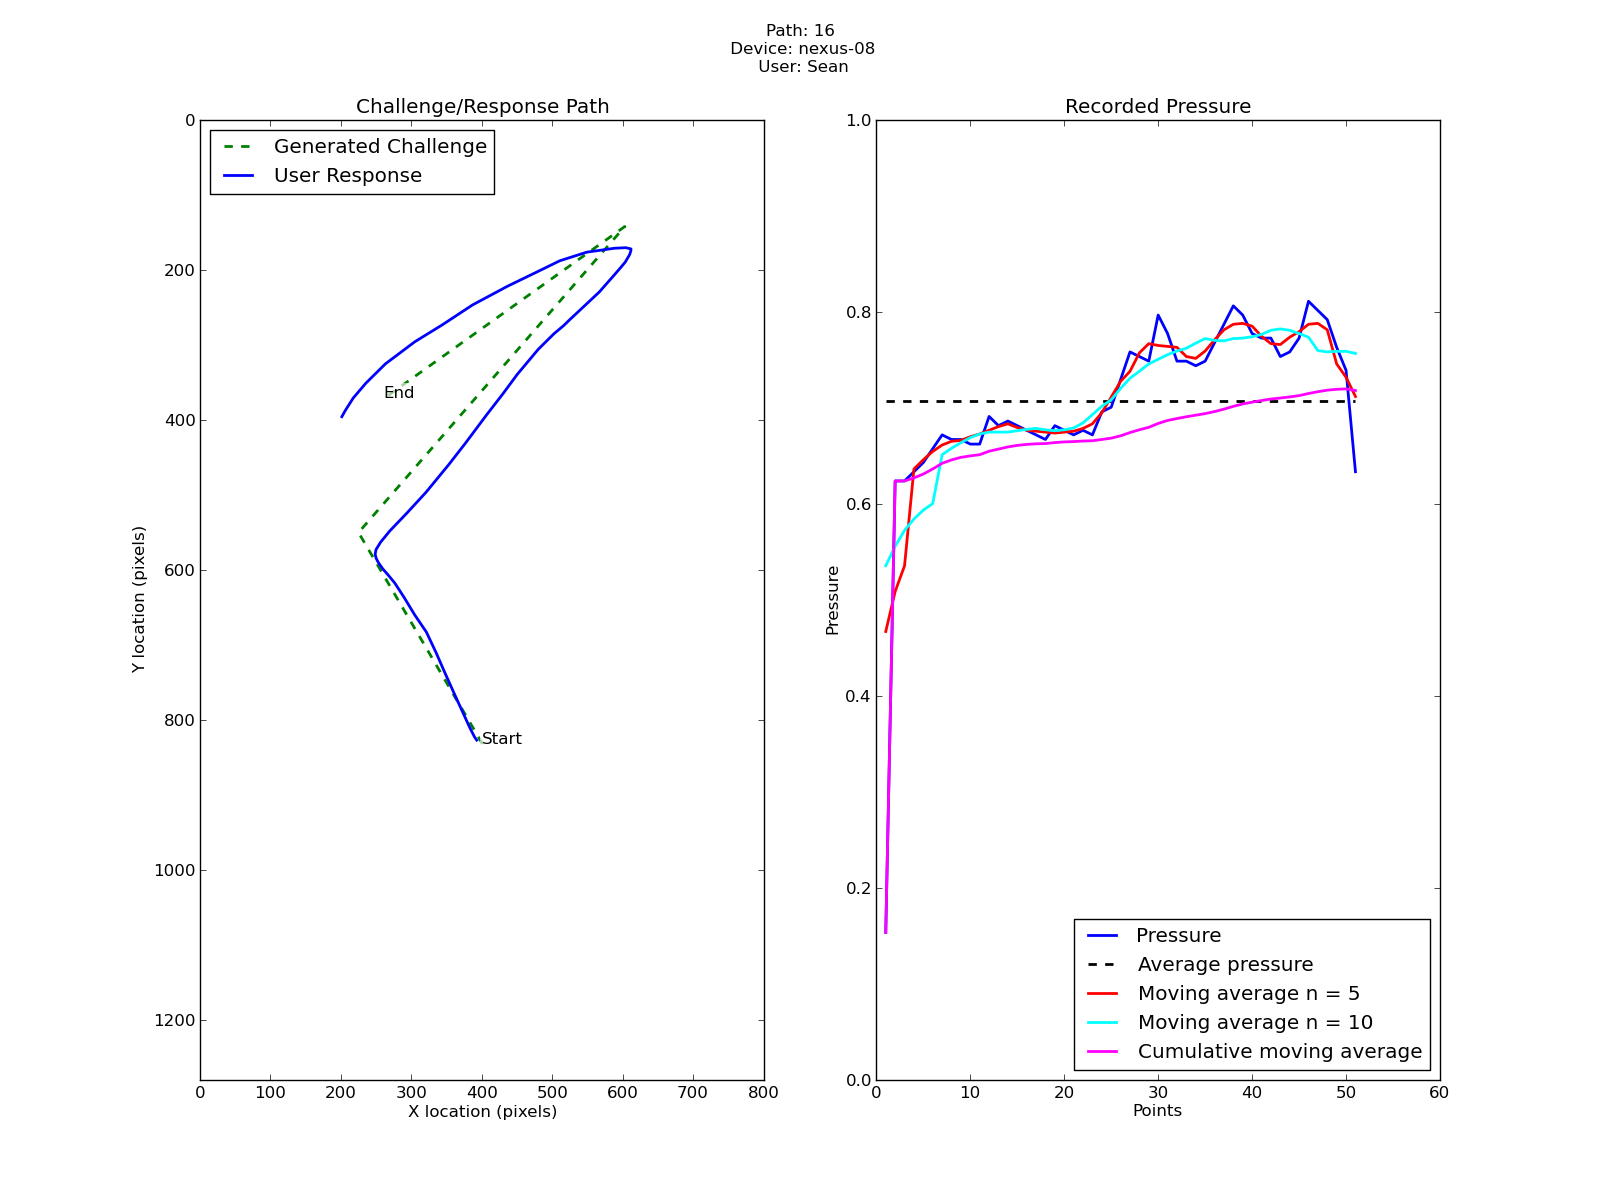 Path: 16
Device: nexus-08
User: Sean
Challenge/Response Path
Generated Challenge
User Response
0
200
400
600
800
1000
1200
Y location (pixels)
End
Start
0 100 200 300 400 500 600 700 800
X location (pixels)
Recorded Pressure
1.0
0.8
0.6
0.4
0.2
0.0
Pressure
Pressure
Average pressure
Moving average n = 5
Moving average n = 10
Cumulative moving average
0 10 20 30 40 50 60
Points